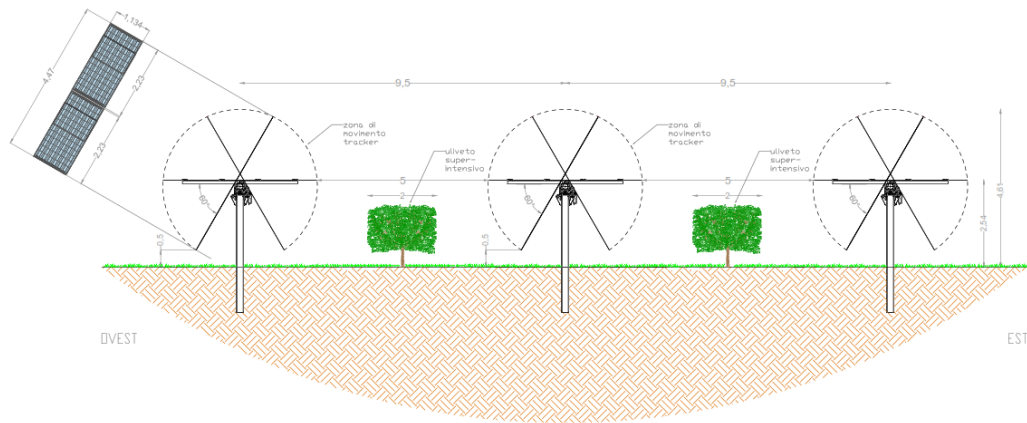 1,134
4,47
2,23
2,23
9,5
9,5
zona di
movimento
tracker
zona di
movimento
tracker
uliveto
super-
intensivo
uliveto
super-
intensivo
5
5
2
2
60°
60°
60°
0,5
0,5
2,54
4,61
OVEST
EST